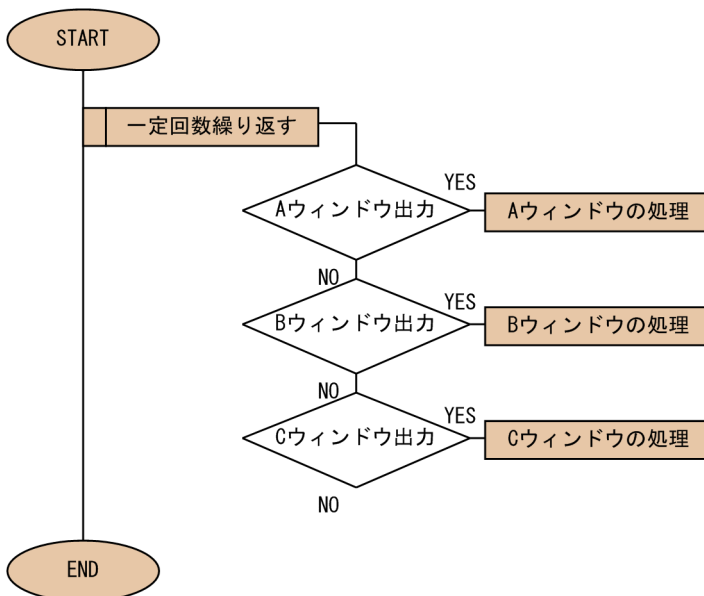 START
一定回数繰り返す
YES
Aウィンドウ出力
Aウィンドウの処理
NO
YES
Bウィンドウ出力
Bウィンドウの処理
NO
YES
Cウィンドウ出力
Cウィンドウの処理
NO
END